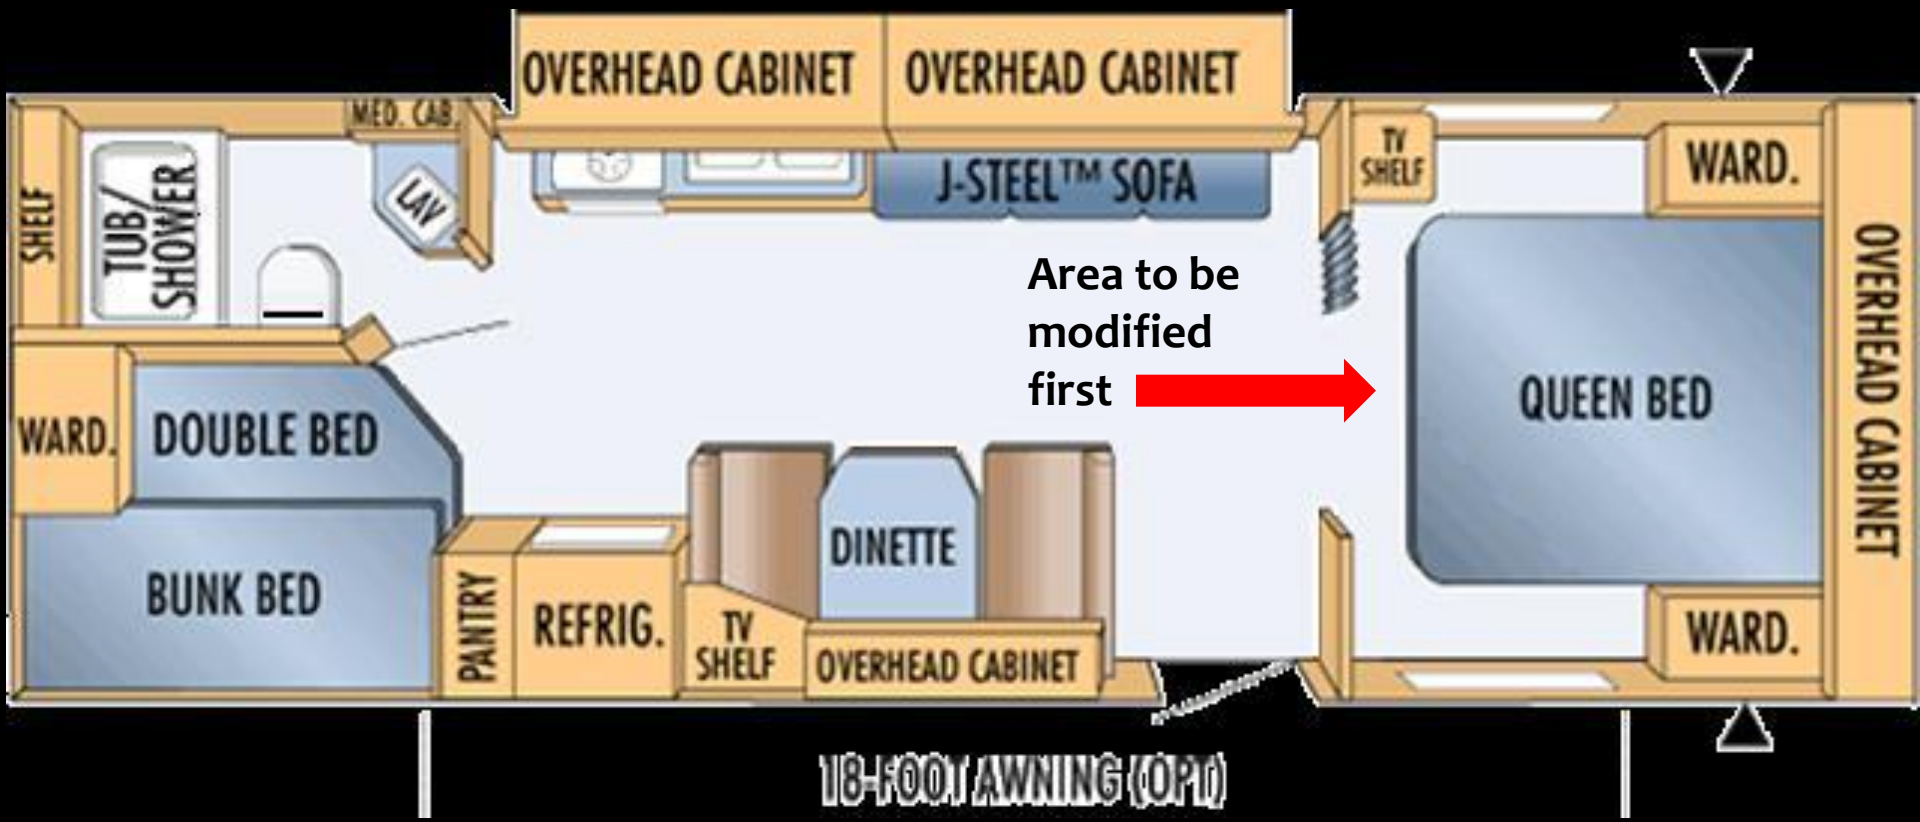 OVERHEAD CABINET
OVERHEAD CABINET
MED. CAB.
SHELF
TUB/
SHOWER
LAV
J-STEEL™ SOFA
TV
SHELF
WARD.
Area to be
modified
first
QUEEN BED
OVERHEAD CABINET
WARD.
DOUBLE BED
BUNK BED
PANTRY
REFRIG.
TV
SHELF
DINETTE
OVERHEAD CABINET
WARD.
18-FOOT AWNING (OPT)